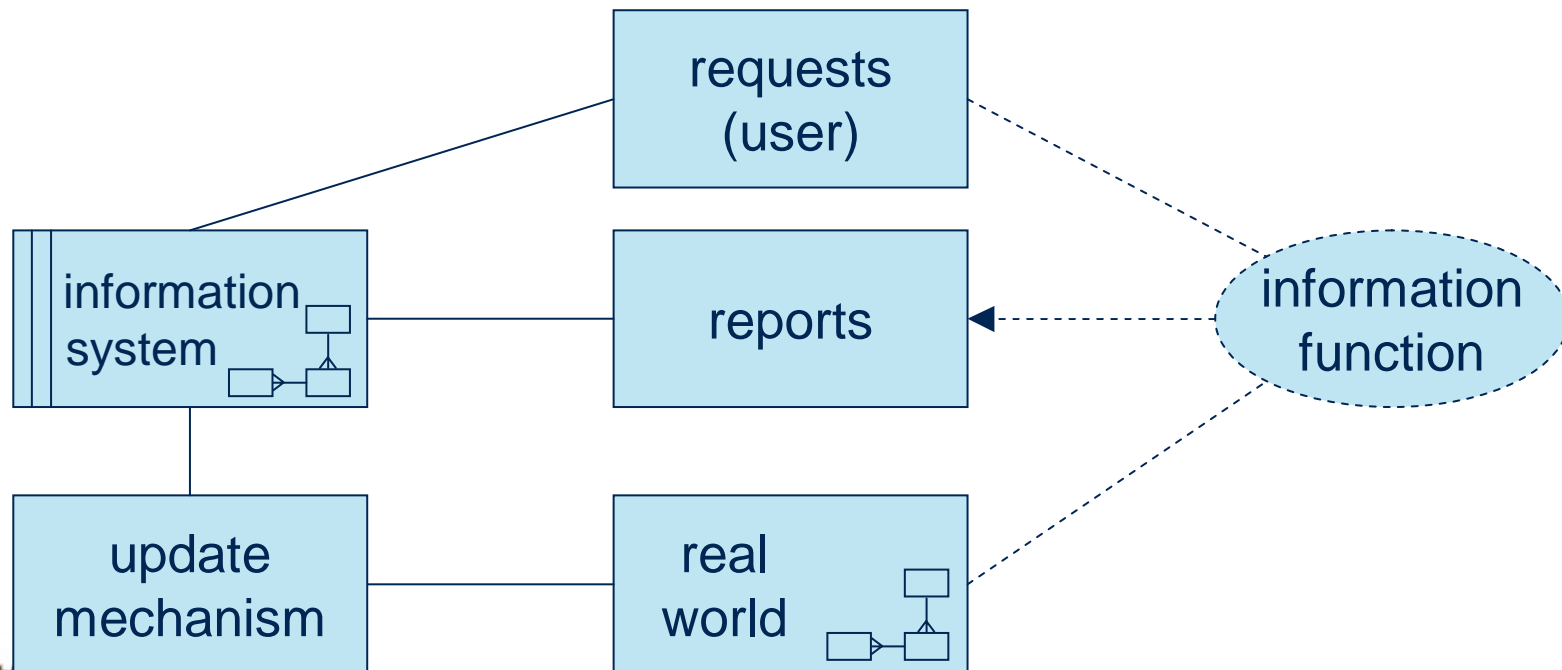 requests
(user)
information
system
reports
information
function
update
mechanism
real
world